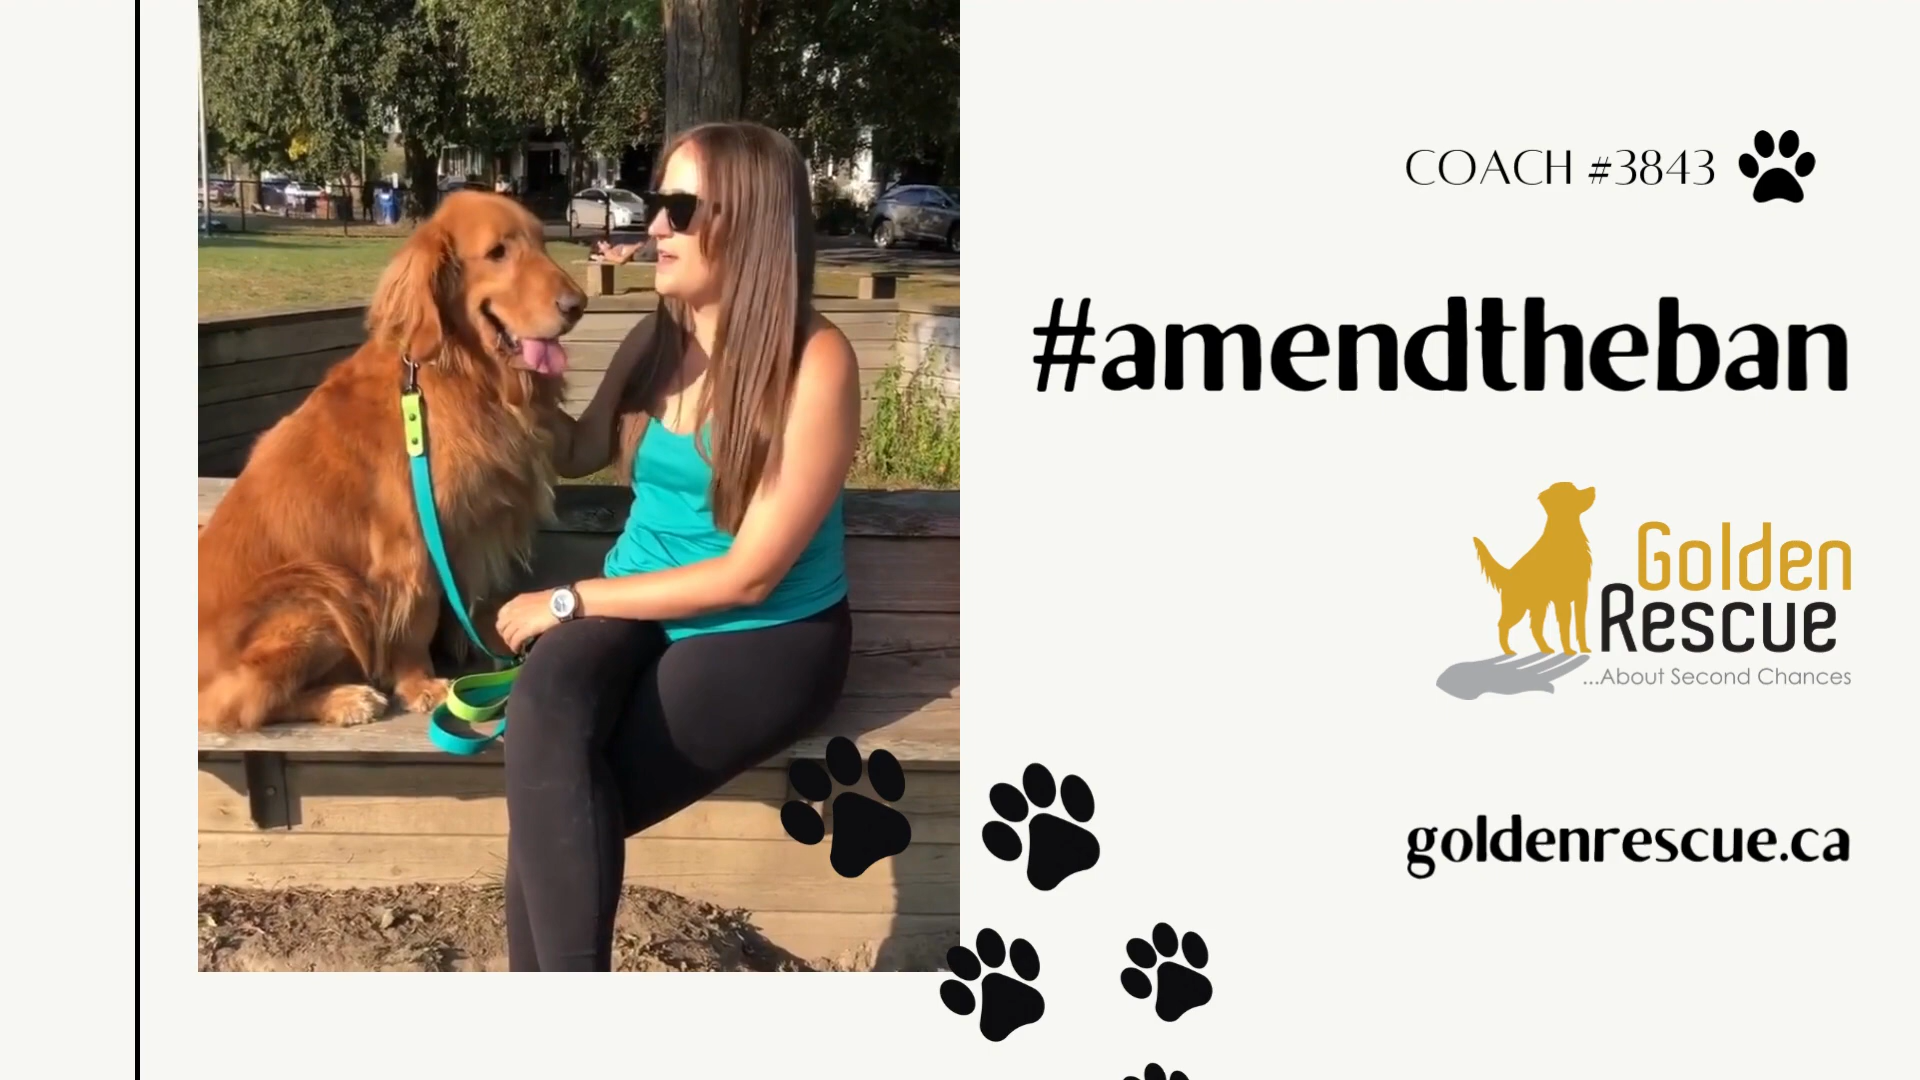 COACH #3843
#amendtheban
Golden
Rescue
...About Second Chances
goldenrescue.ca